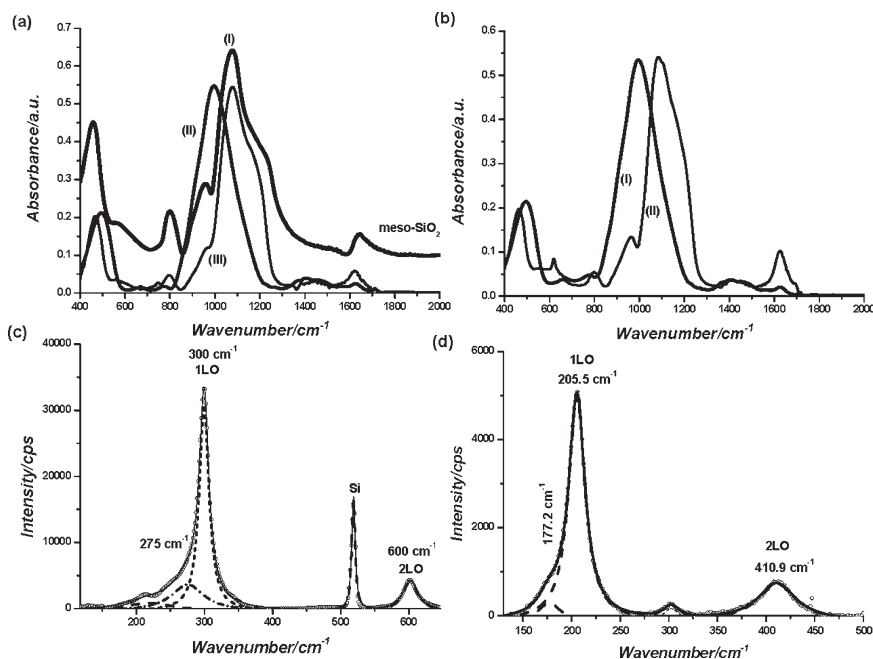 (a)
0.7
0.6
0.5
0.4
0.3
0.2
0.1
0.0
Absorbance/a.u.
(I)
(II)
(III)
meso-SiO2
400 600 800 1000 1200 1400 1600 1800 2000
Wavenumber/cm-1
(b)
0.6
0.5
0.4
0.3
0.2
0.1
0.0
Absorbance/a.u.
(I)
(II)
400 600 800 1000 1200 1400 1600 1800 2000
Wavenumber/cm-1
(c)
40000
30000
20000
10000
0
Intensity/cps
300 cm-1
1LO
275 cm-1
Si
600 cm-1
2LO
200 300 400 500 600
Wavenumber/cm-1
(d)
6000
4000
2000
0
Intensity/cps
1LO
205.5 cm-1
177.2 cm-1
2LO
410.9 cm-1
150 200 250 300 350 400 450 500
Wavenumber/cm-1